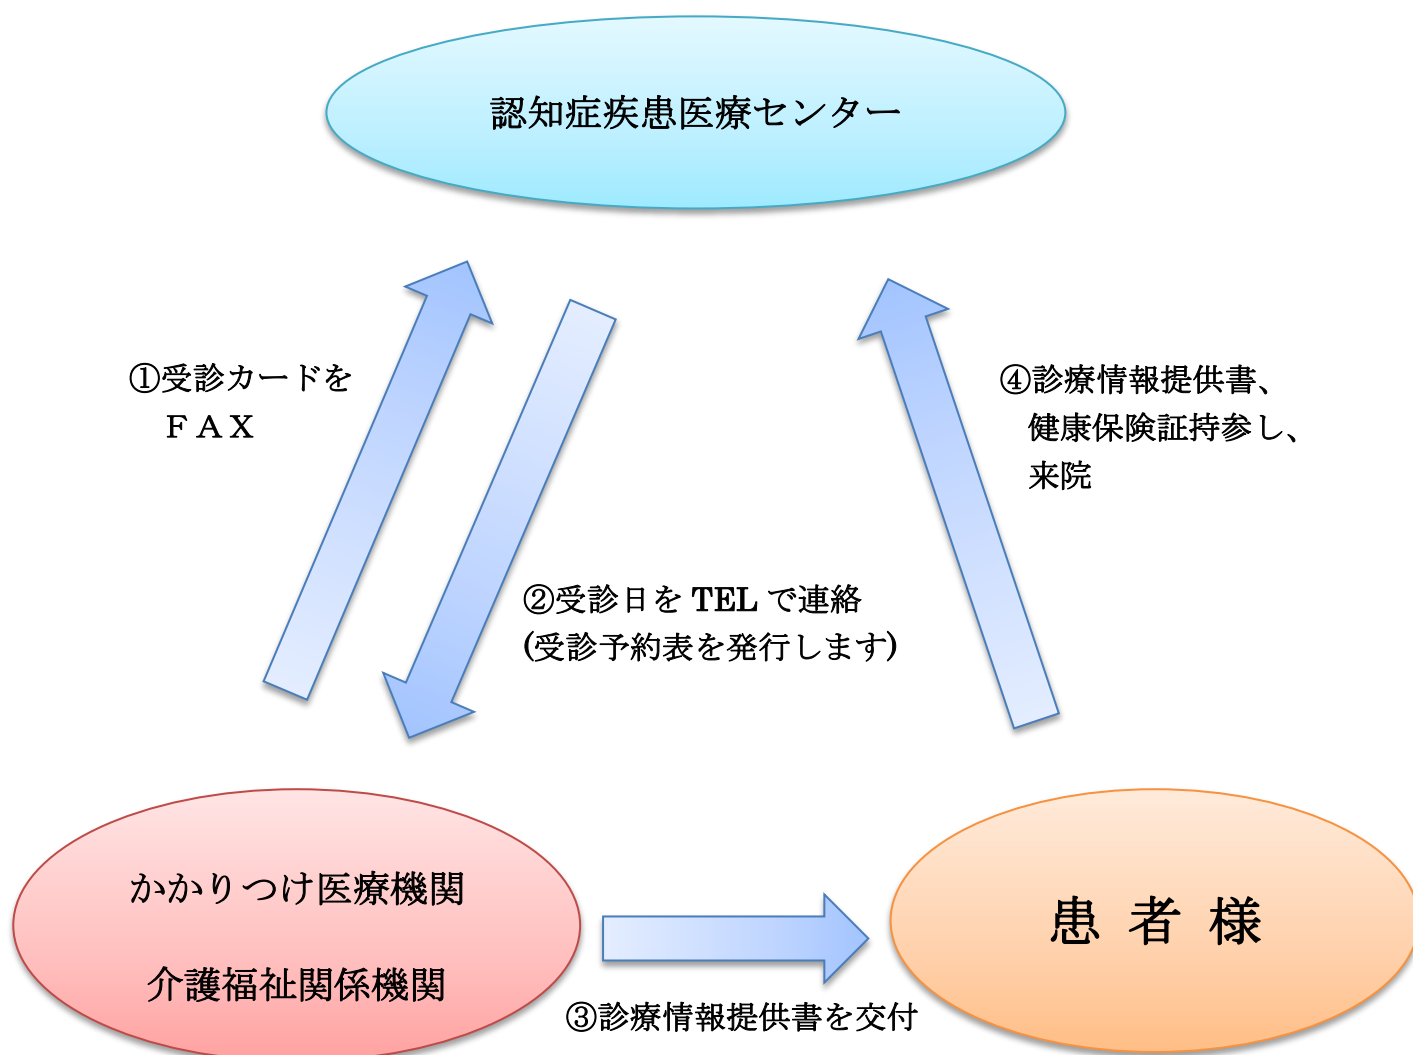 認知症疾患医療センター
①受診カードを
ＦＡＸ
④診療情報提供書、
健康保険証持参し、
来院
②受診日を TEL で連絡
(受診予約表を発行します)
かかりつけ医療機関
介護福祉関係機関
患 者 様
③診療情報提供書を交付